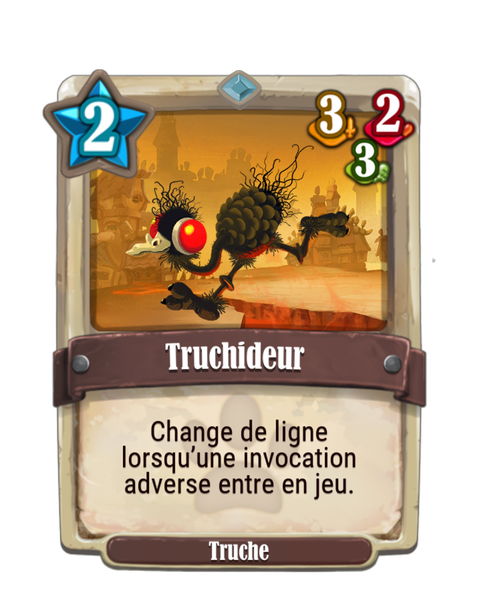 2
3
2
3
Truchideur
Change de ligne
lorsqu'une invocation
adverse entre en jeu.
Truche